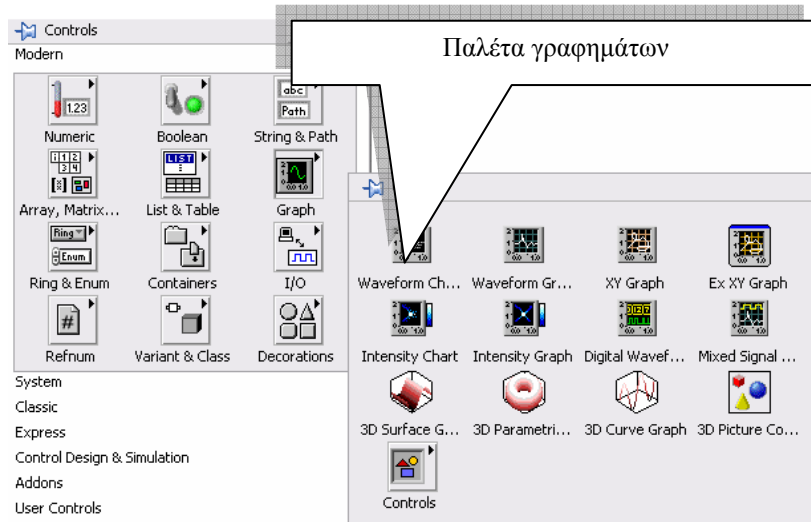 Παλέτα γραφημάτων
Controls
Modern
Numeric
Boolean
String & Path
Array, Matrix...
List & Table
Graph
Ring & Enum
Containers
I/O
Refnum
Variant & Class
Decorations
System
Classic
Express
Control Design & Simulation
Addons
User Controls
Waveform Ch...
Waveform Gr...
XY Graph
Ex XY Graph
Intensity Chart
Intensity Graph
Digital Wavef...
Mixed Signal ...
3D Surface G...
3D Parametri...
3D Curve Graph
3D Picture Co...
Controls
1.23
abc
Path
LIST
Ring
Enum